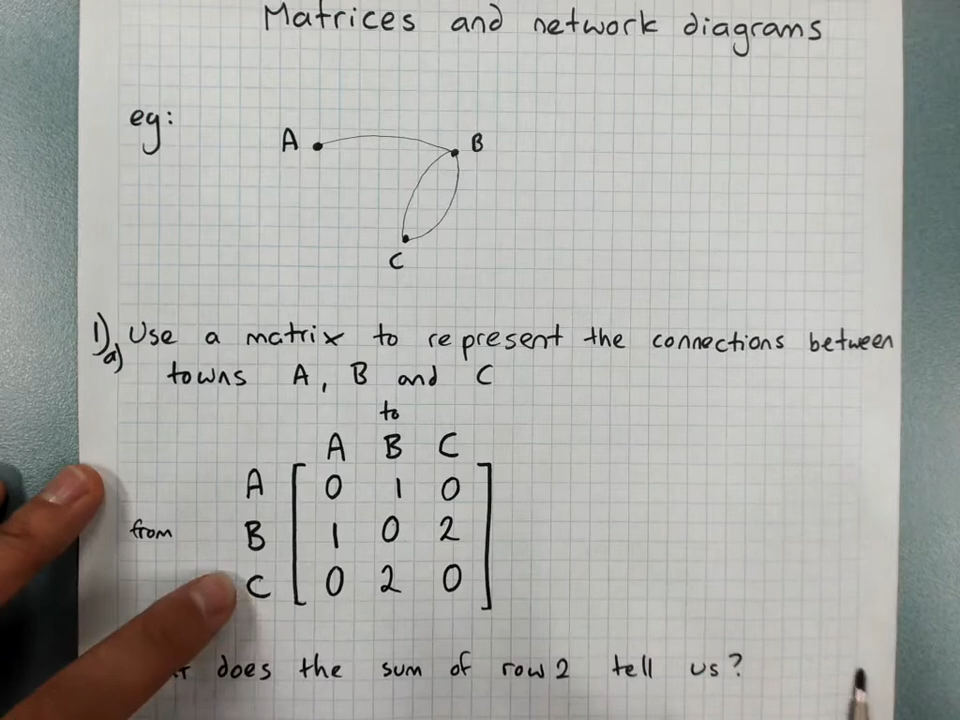 Matrices and network diagrams
eg:
A B
C
1) a) Use a matrix to represent the connections between
towns A, B and C
to
A B C
A 0 1 0
from B 1 0 2
C 0 2 0
does the sum of row 2 tell us?